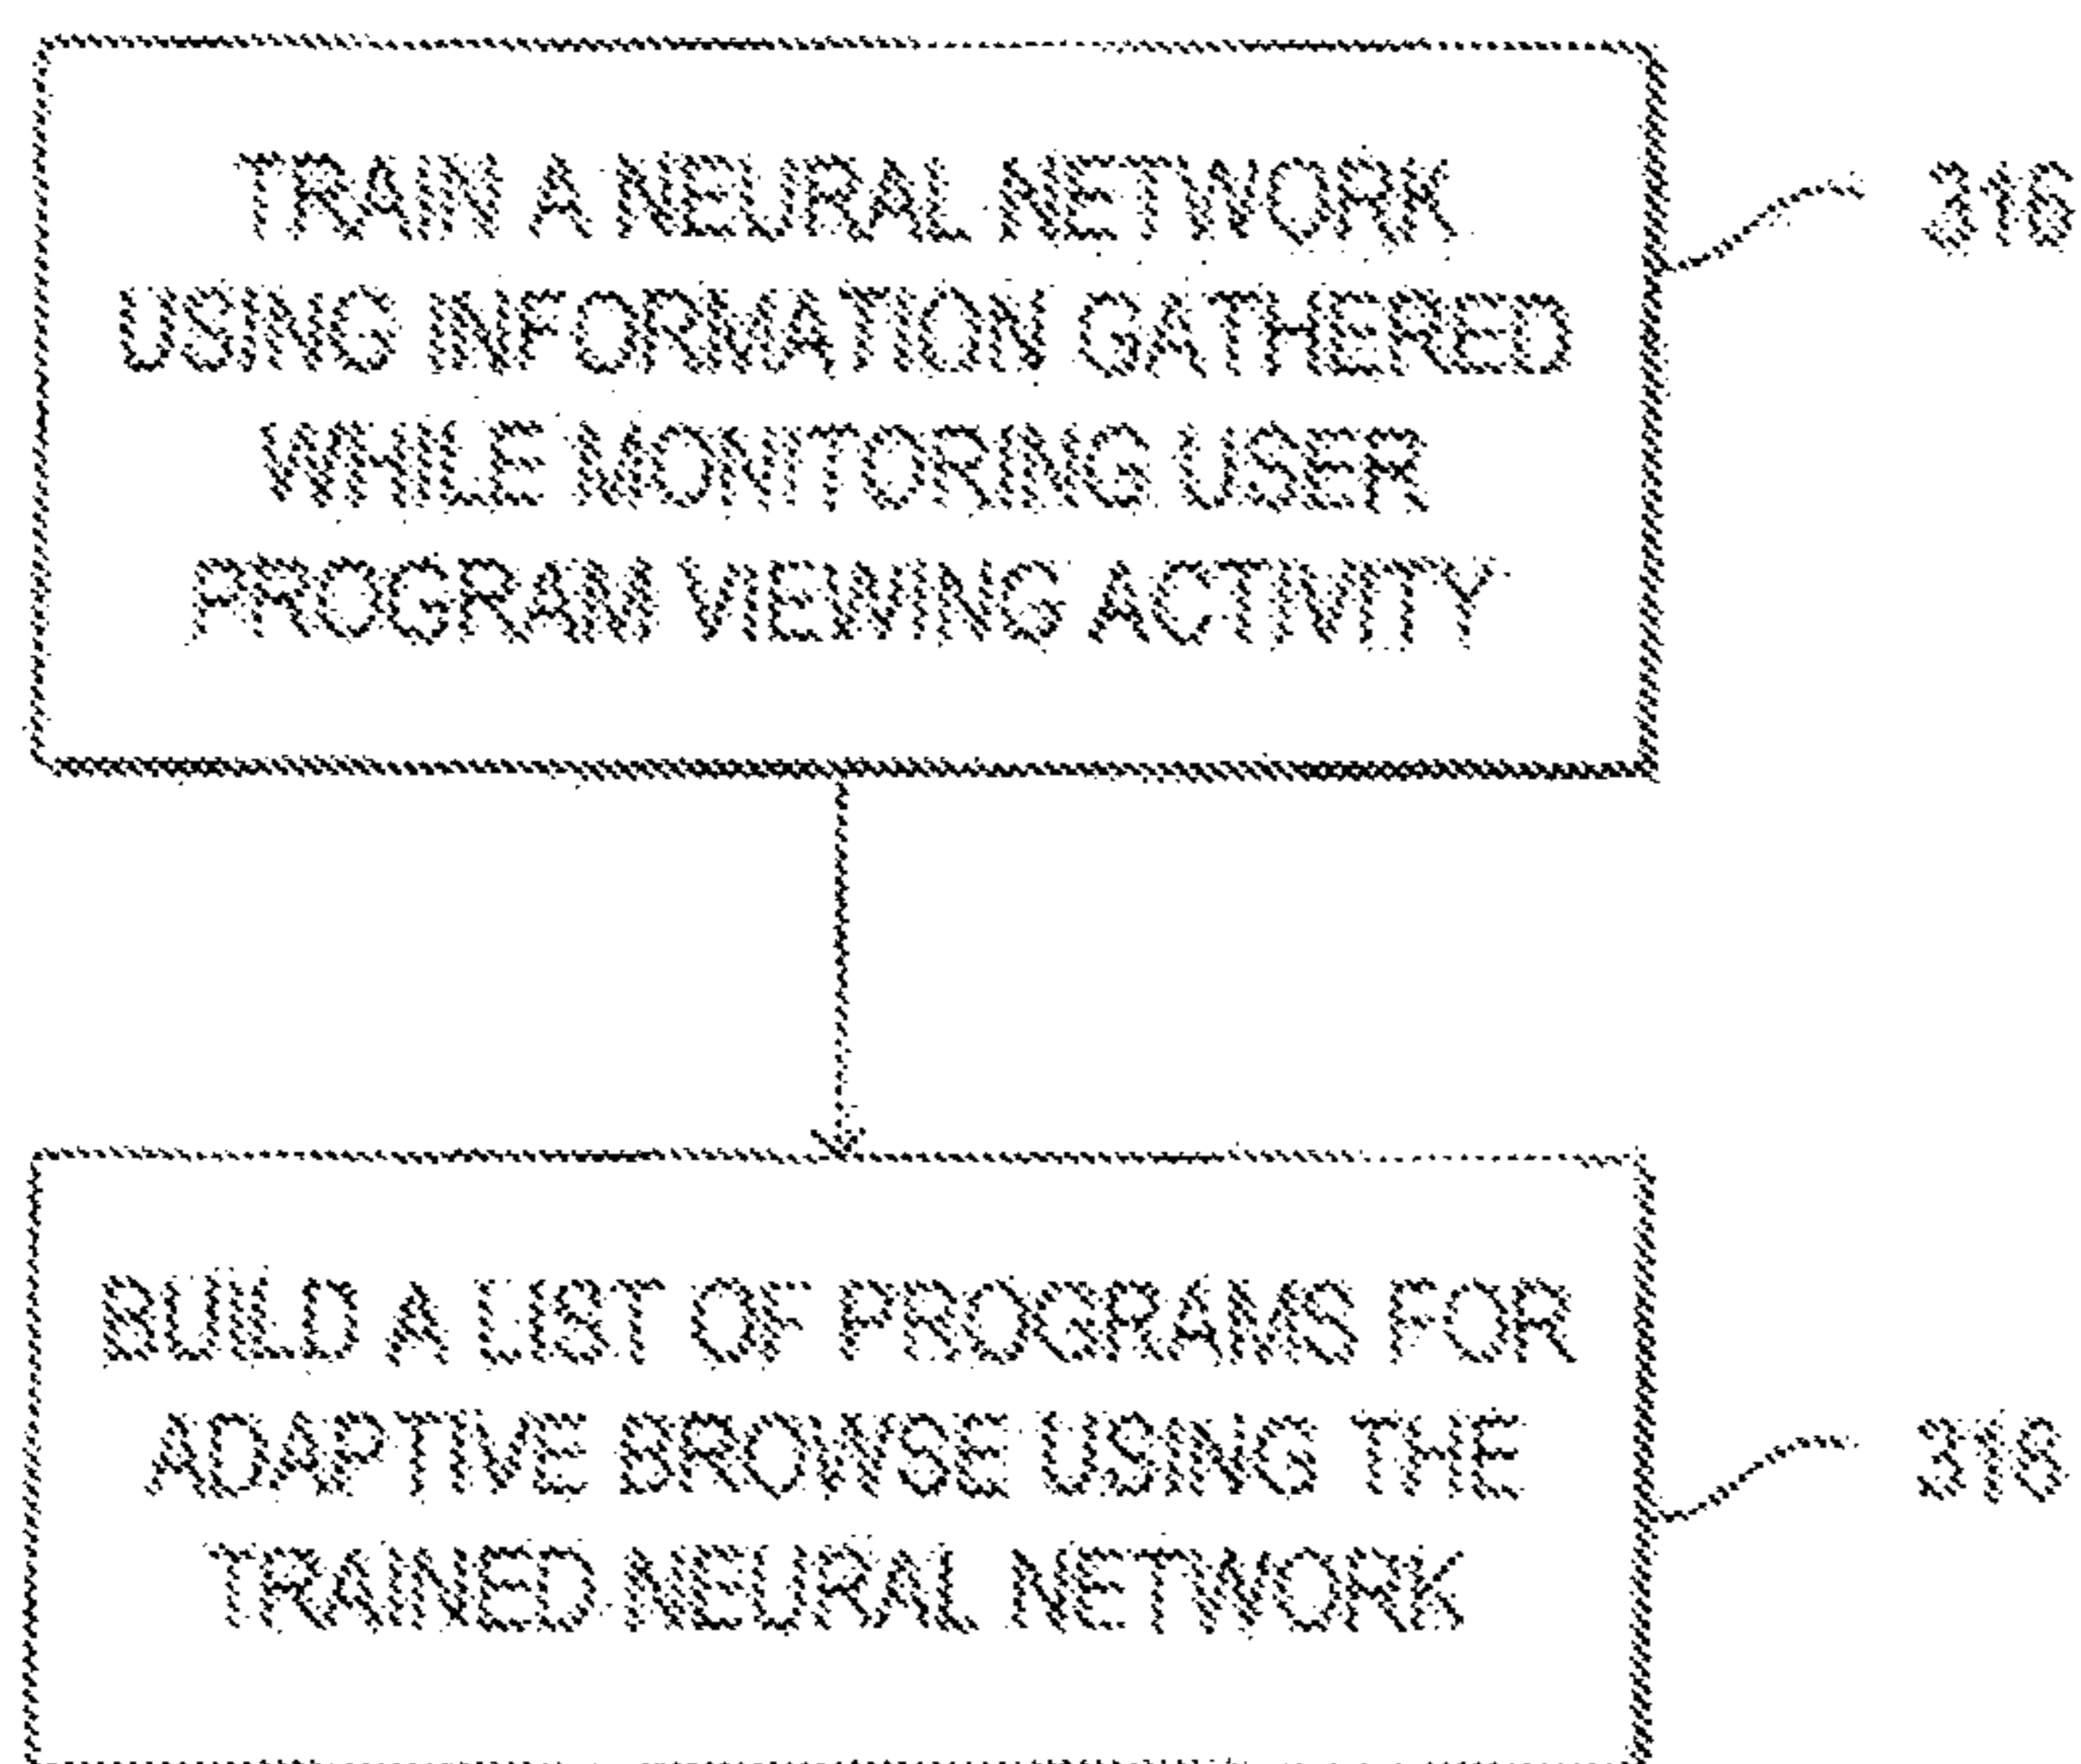 TRAIN A NEURAL NETWORK
316
USING INFORMATION GATHERED
WHILE MONITORING USER
PROGRAM VIEWING ACTIVITY
BUILD A LIST OF PROGRAMS FOR
ADAPTIVE BROWSE USING THE
318
TRAINED NEURAL NETWORK